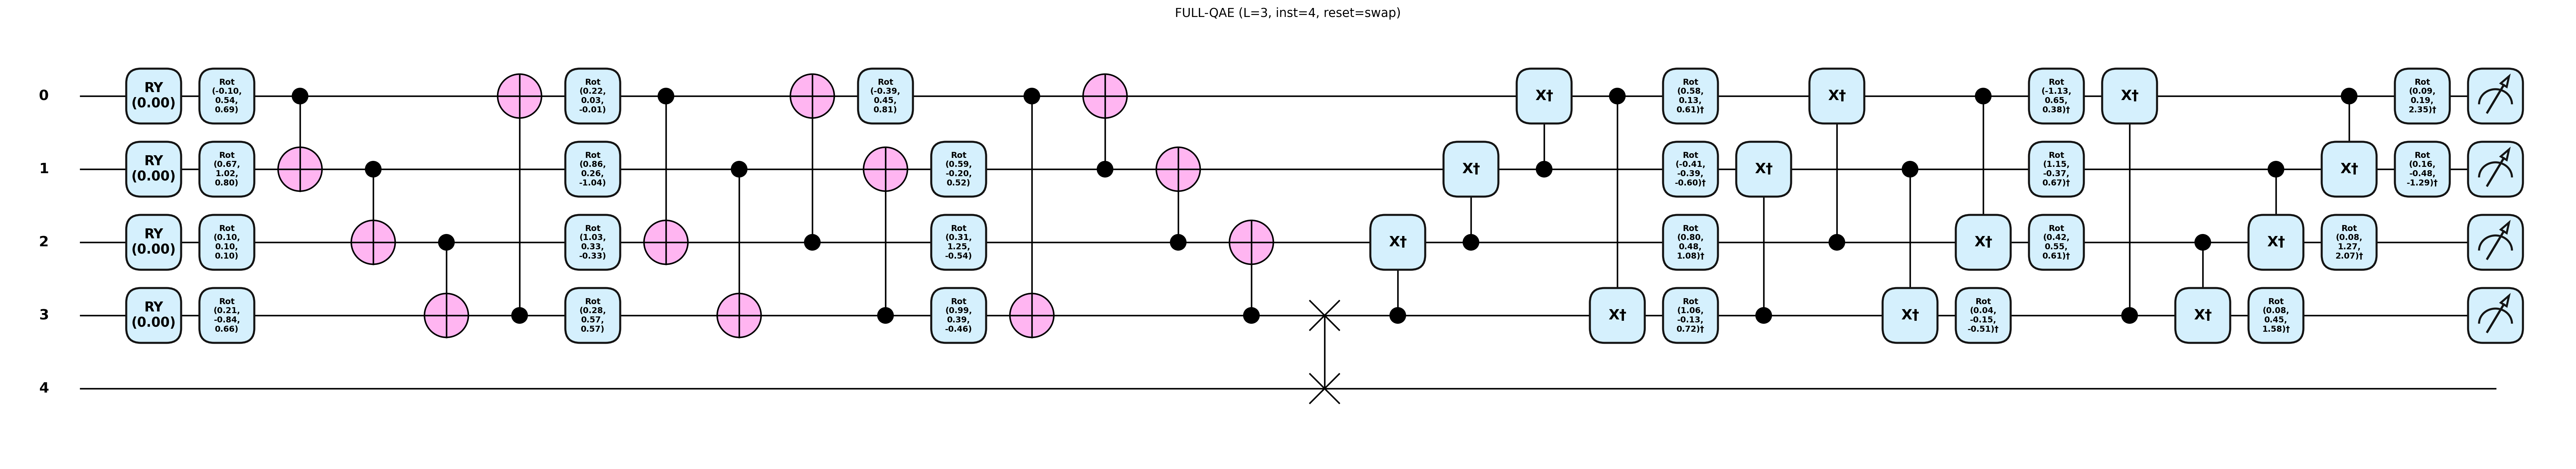 FULL-QAE (L=3, inst=4, reset=swap)
0
RY
(0.00)
Rot
(-0.10,
0.54,
0.69)
Rot
(0.22,
0.03,
-0.01)
Rot
(-0.39,
0.45,
0.81)
X†
Rot
(0.58,
0.13,
0.61)†
X†
Rot
(-1.13,
0.65,
0.38)†
X†
Rot
(0.09,
0.19,
2.35)†
1
RY
(0.00)
Rot
(0.67,
1.02,
0.80)
Rot
(0.86,
0.26,
-1.04)
Rot
(0.59,
-0.20,
0.52)
X†
Rot
(-0.41,
-0.39,
-0.60)†
X†
Rot
(1.15,
-0.37,
0.67)†
X†
Rot
(0.16,
-0.48,
-1.29)†
2
RY
(0.00)
Rot
(0.10,
0.10,
0.10)
Rot
(1.03,
0.33,
-0.33)
Rot
(0.31,
1.25,
-0.54)
X†
Rot
(0.80,
0.48,
1.08)†
X†
Rot
(0.42,
0.55,
0.61)†
X†
Rot
(0.08,
1.27,
2.07)†
3
RY
(0.00)
Rot
(0.21,
-0.84,
0.66)
Rot
(0.28,
0.57,
0.57)
Rot
(0.99,
0.39,
-0.46)
X†
Rot
(1.06,
-0.13,
0.72)†
X†
Rot
(0.04,
-0.15,
-0.51)†
X†
Rot
(0.08,
0.45,
1.58)†
4